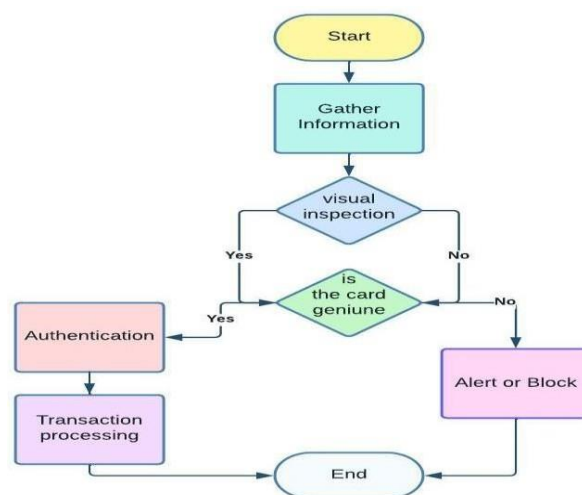 Start
Gather
Information
visual
inspection
Yes
No
is
the card
geniune
Yes
No
Authentication
Alert or Block
Transaction
processing
End